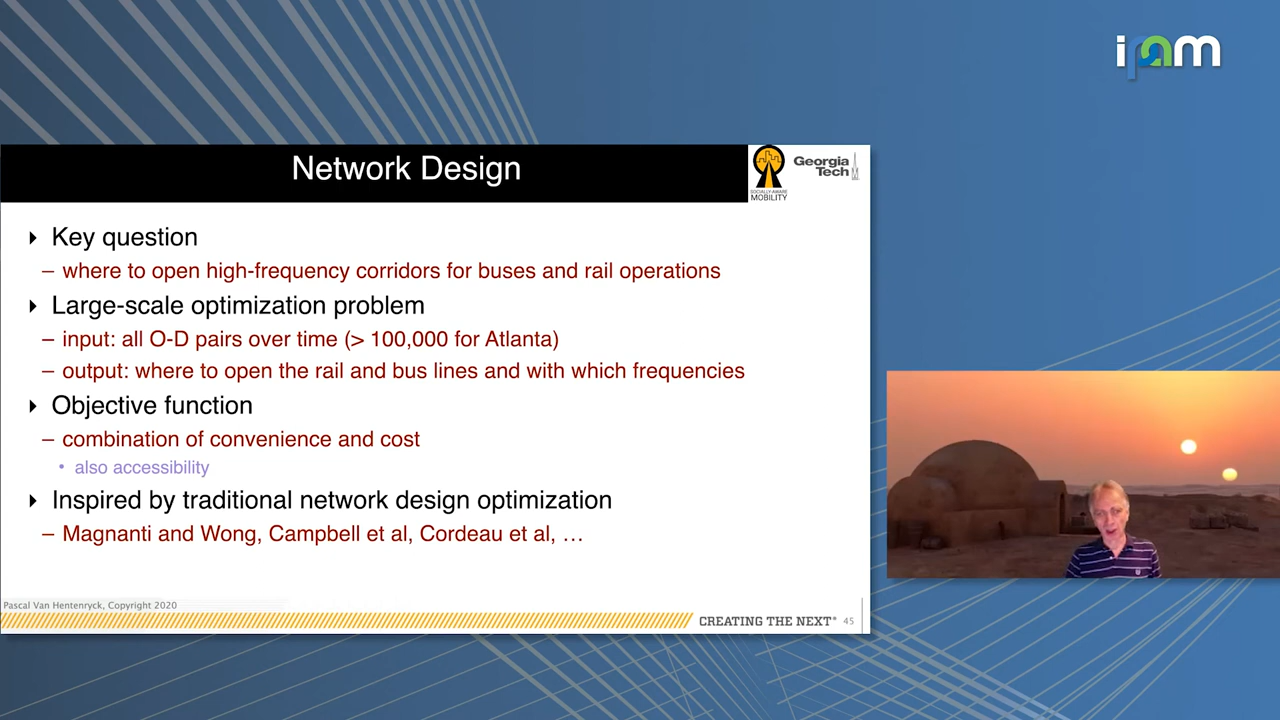 ipam
Network Design
SOCIALLY-AWARE
MOBILITY
Georgia
Tech
Key question
– where to open high-frequency corridors for buses and rail operations
Large-scale optimization problem
– input: all O-D pairs over time (> 100,000 for Atlanta)
– output: where to open the rail and bus lines and with which frequencies
Objective function
– combination of convenience and cost
• also accessibility
Inspired by traditional network design optimization
– Magnanti and Wong, Campbell et al, Cordeau et al, …
Pascal Van Hentenryck, Copyright 2020
CREATING THE NEXT® 45